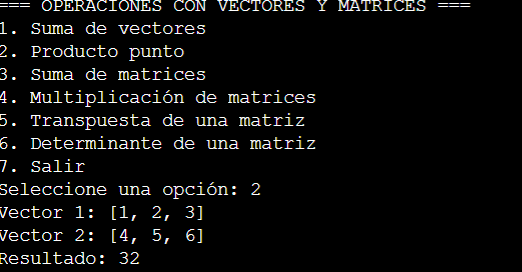 === OPERACIONES CON VECTORES Y MATRICES ===
1. Suma de vectores
2. Producto punto
3. Suma de matrices
4. Multiplicación de matrices
5. Transpuesta de una matriz
6. Determinante de una matriz
7. Salir
Seleccione una opción: 2
Vector 1: [1, 2, 3]
Vector 2: [4, 5, 6]
Resultado: 32